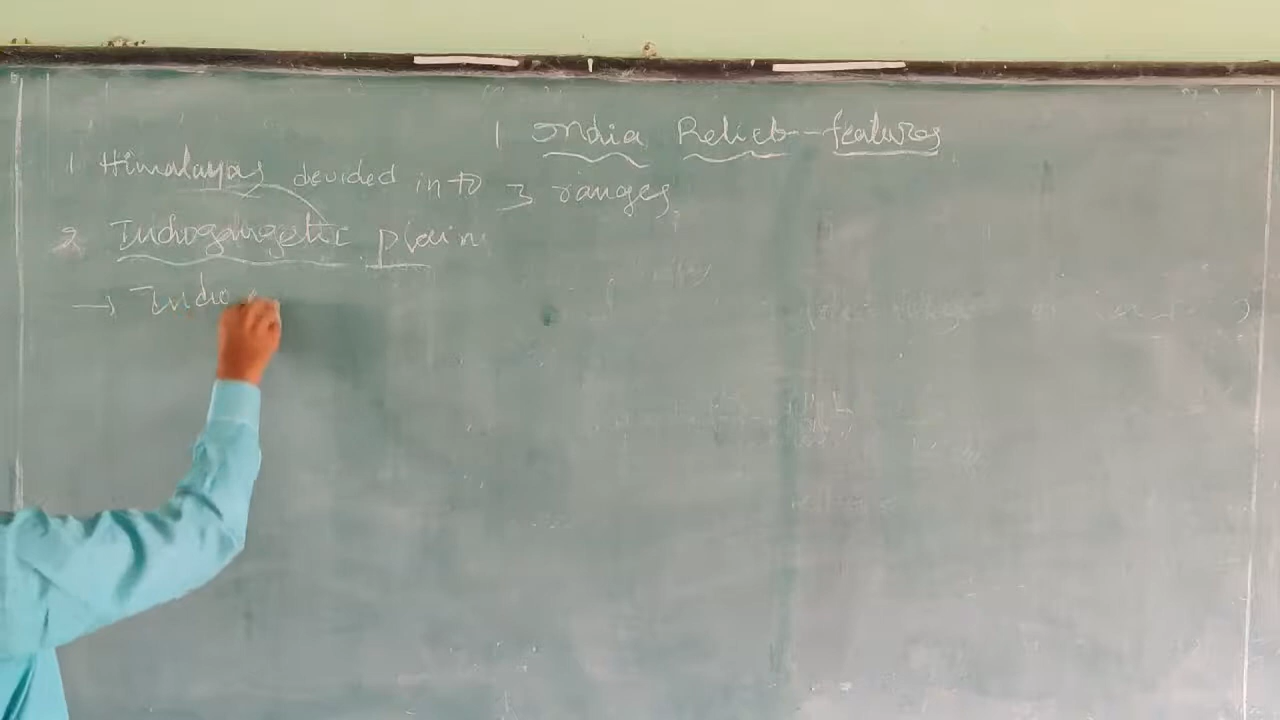 1 India Relief-features
1 Himalayas devided into 3 ranges
2 Indogangetic plain
→ Indo